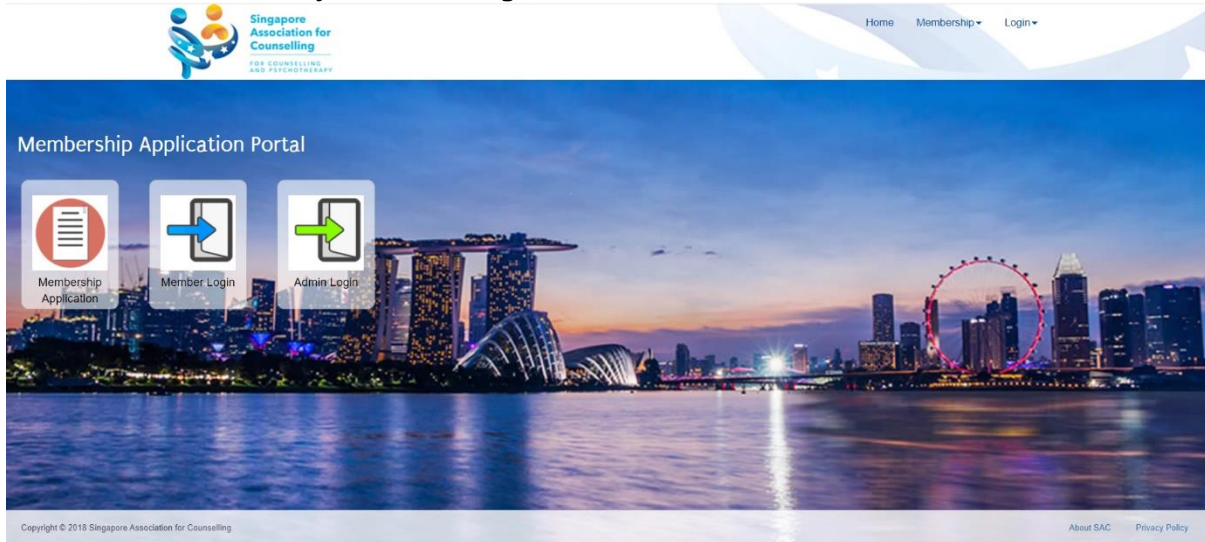 Singapore
Association for
Counselling
FOR COUNSELLING
AND PSYCHOTHERAPY
Home Membership Login
Membership Application Portal
Membership
Application
Member Login
Admin Login
Copyright © 2018 Singapore Association for Counselling.
About SAC Privacy Policy